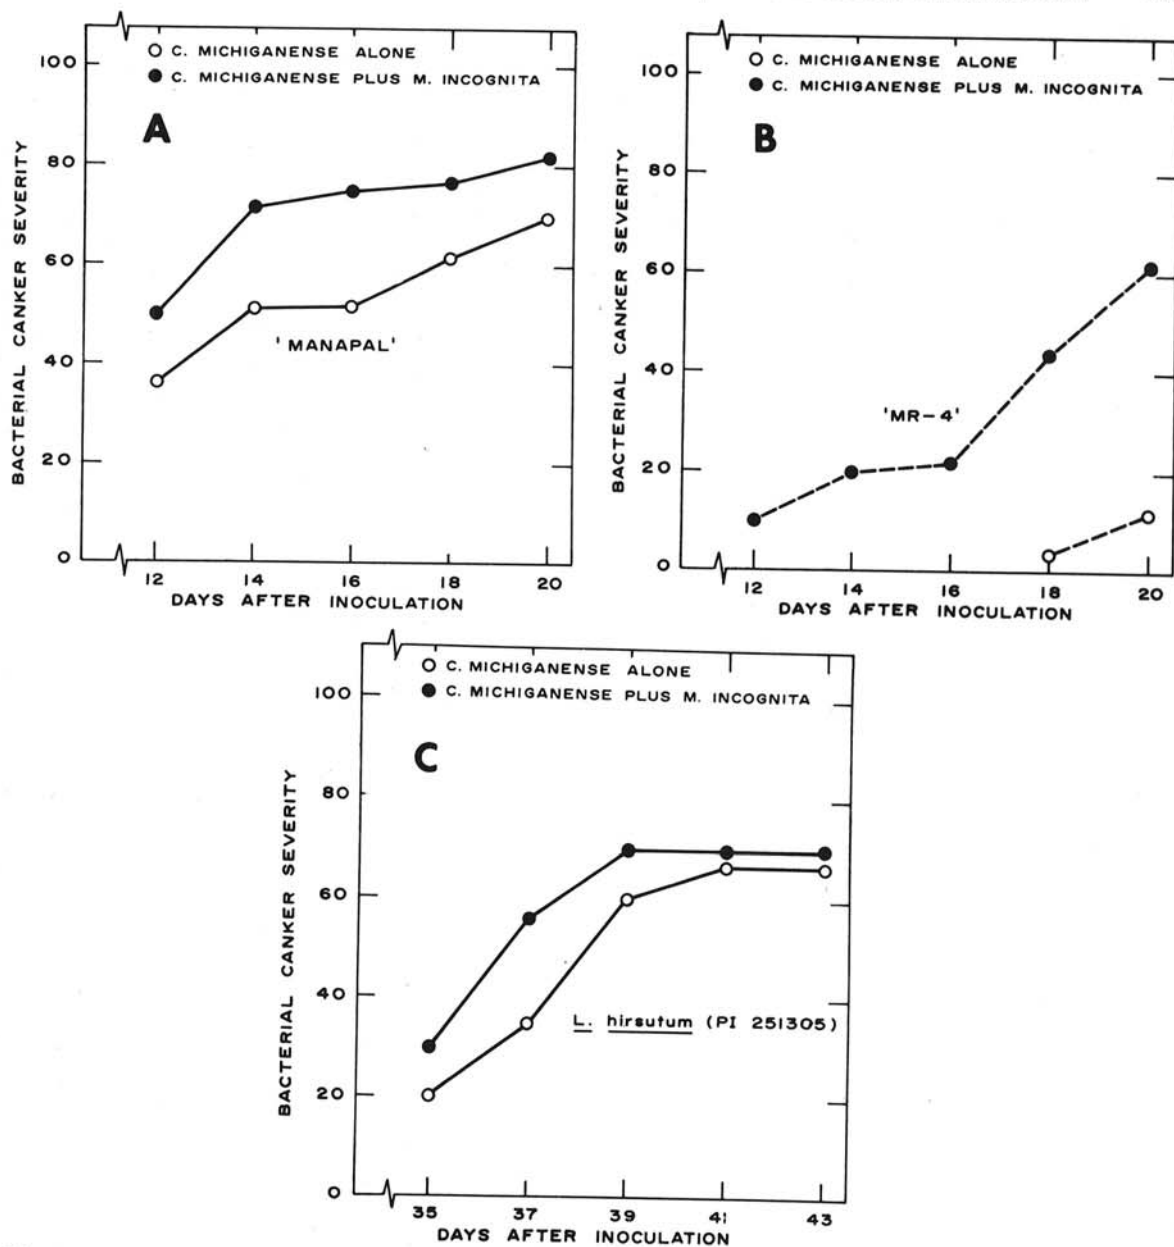 C. MICHIGANENSE ALONE
C. MICHIGANENSE PLUS M. INCOGNITA
A
BACTERIAL CANKER SEVERITY
100
80
60
40
20
0
'MANAPAL'
12 14 16 18 20
DAYS AFTER INOCULATION
C. MICHIGANENSE ALONE
C. MICHIGANENSE PLUS M. INCOGNITA
B
BACTERIAL CANKER SEVERITY
100
80
60
40
20
0
'MR-4'
12 14 16 18 20
DAYS AFTER INOCULATION
C. MICHIGANENSE ALONE
C. MICHIGANENSE PLUS M. INCOGNITA
C
BACTERIAL CANKER SEVERITY
100
80
60
40
20
0
L. hirsutum (PI 251305)
35 37 39 41 43
DAYS AFTER INOCULATION